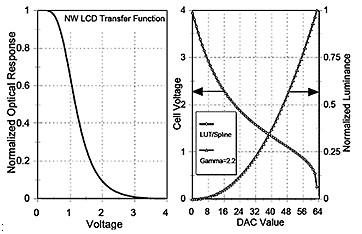 NW LCD Transfer Function
Normalized Optical Response
1
0.8
0.6
0.4
0.2
0
0 1 2 3 4
Voltage
Cell Voltage
4
3
2
1
0
LUT/Spline
Gamma=2.2
0 8 16 24 32 40 48 56 64
DAC Value
1
0.75
0.5
0.25
0
Normalized Luminance